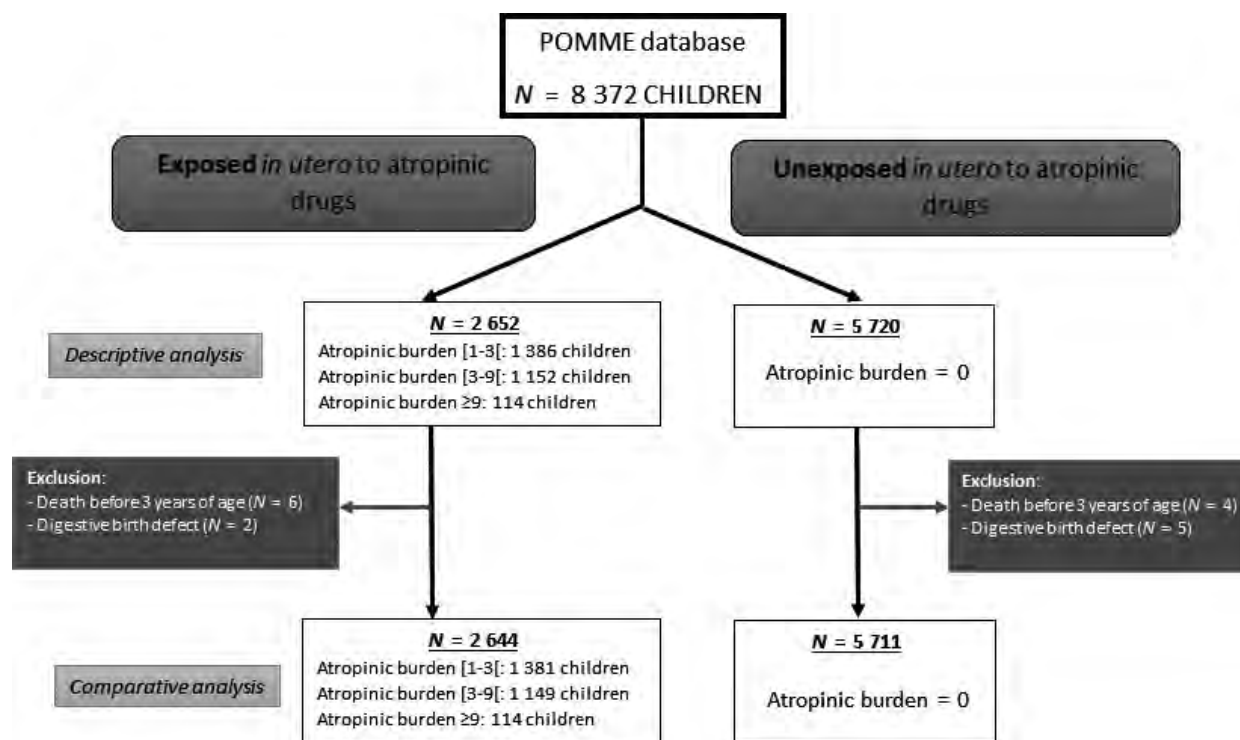 POMME database
N = 8 372 CHILDREN
Exposed in utero to atropinic
drugs
Unexposed in utero to atropinic
drugs
Descriptive analysis
N = 2 652
Atropinic burden [1-3[: 1 386 children
Atropinic burden [3-9[: 1 152 children
Atropinic burden ≥9: 114 children
N = 5 720
Atropinic burden = 0
Exclusion:
- Death before 3 years of age (N = 6)
- Digestive birth defect (N = 2)
Exclusion:
- Death before 3 years of age (N = 4)
- Digestive birth defect (N = 5)
Comparative analysis
N = 2 644
Atropinic burden [1-3[: 1 381 children
Atropinic burden [3-9[: 1 149 children
Atropinic burden ≥9: 114 children
N = 5 711
Atropinic burden = 0